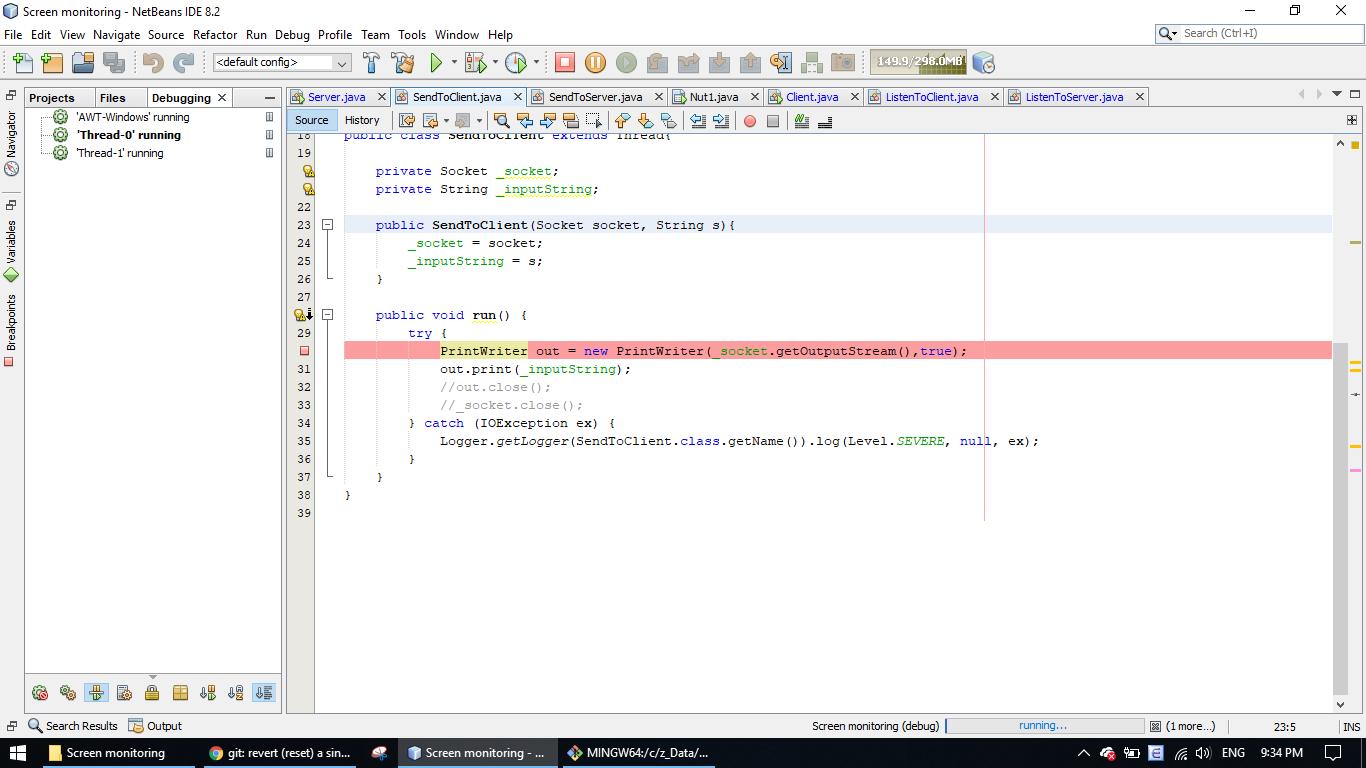 Screen monitoring - NetBeans IDE 8.2
File Edit View Navigate Source Refactor Run Debug Profile Team Tools Window Help
Search (Ctrl+I)
<default config>
149.9/298.0MB
Projects Files Debugging
Server.java SendToClient.java SendToServer.java Nut1.java Client.java ListenToClient.java ListenToServer.java
Navigator
Variables
Breakpoints
'AWT-Windows' running
'Thread-0' running
'Thread-1' running
Source History
18 public class SendToClient extends Thread{
19
private Socket _socket;
private String _inputString;
22
23 public SendToClient(Socket socket, String s){
24 _socket = socket;
25 _inputString = s;
26 }
27
public void run() {
29 try {
PrintWriter out = new PrintWriter(_socket.getOutputStream(),true);
31 out.print(_inputString);
32 //out.close();
33 //_socket.close();
34 } catch (IOException ex) {
35 Logger.getLogger(SendToClient.class.getName()).log(Level.SEVERE, null, ex);
36 }
37 }
38 }
39
Search Results Output
Screen monitoring (debug) running... (1 more...) 23:5 INS
Screen monitoring git: revert (reset) a sin... Screen monitoring - ... MINGW64:/c/z_Data/... ENG 9:34 PM